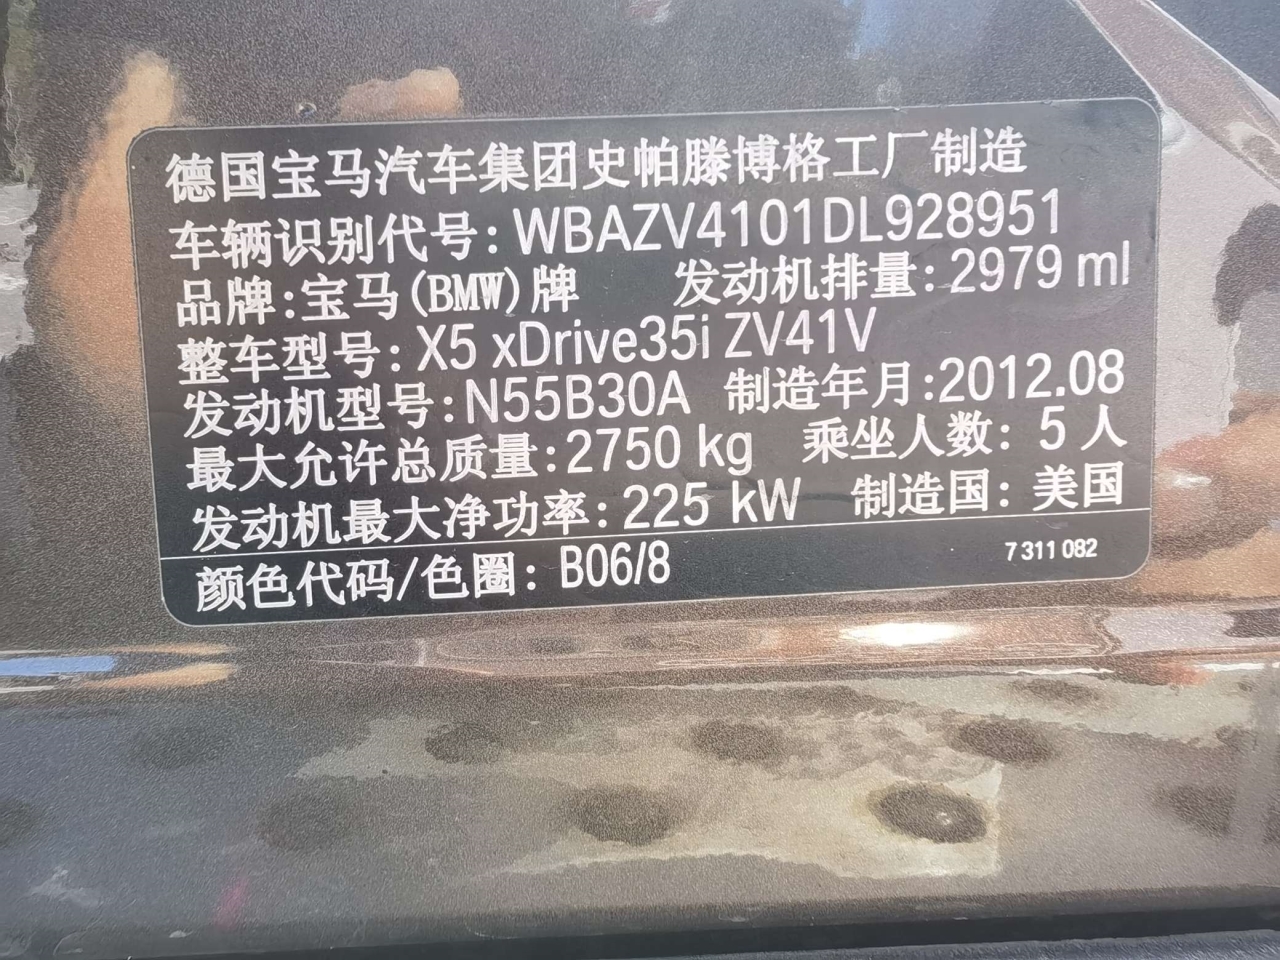 德国宝马汽车集团史帕滕博格工厂制造
车辆识别代号: WBAZV4101DL928951
品牌:宝马(BMW)牌 发动机排量: 2979 ml
整车型号: X5 xDrive35i ZV41V
发动机型号:N55B30A 制造年月:2012.08
最大允许总质量:2750 kg 乘坐人数: 5 人
发动机最大净功率: 225 kW 制造国: 美国
颜色代码/色圈: B06/8 7 311 082